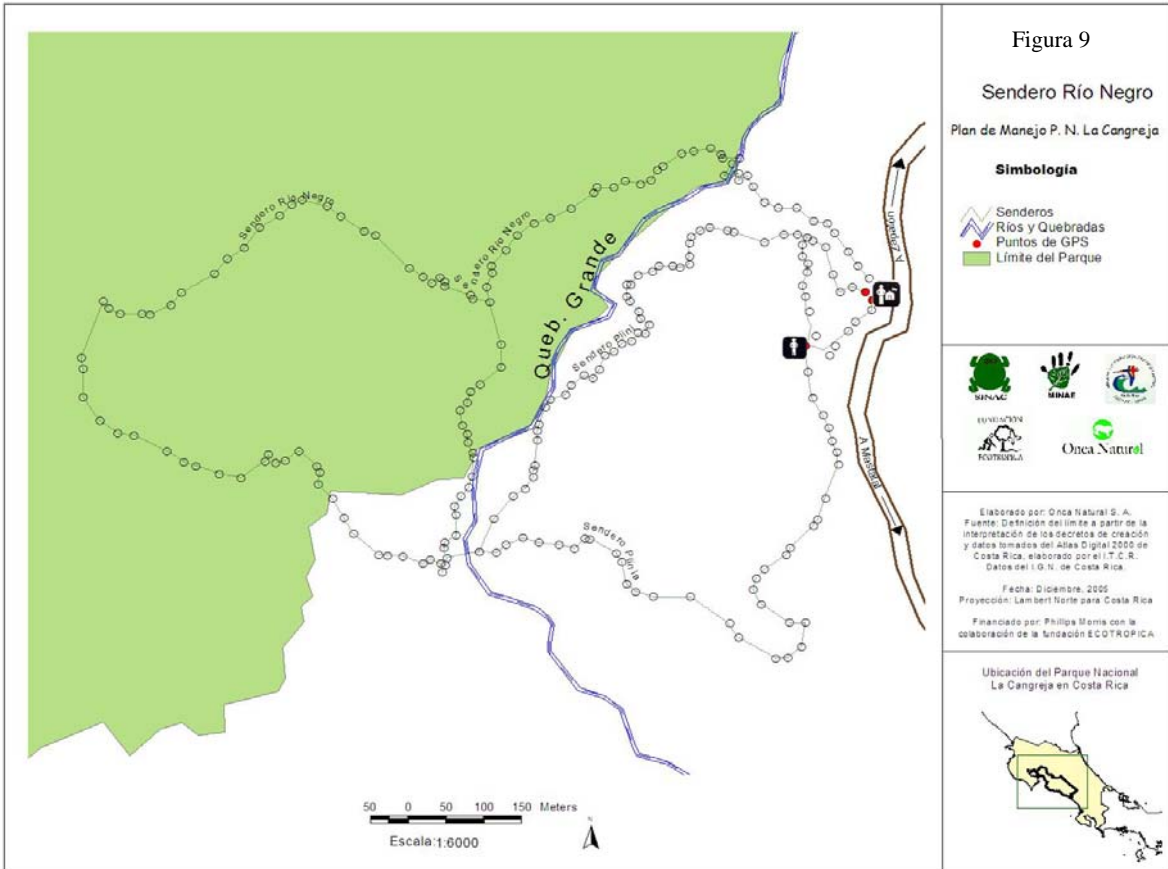 Sendero Río Negro
Sendero Río Negro
Queb. Grande
Sendero Plini
Sendero Plinia
A Zapaton
A Mastatal
50 0 50 100 150 Meters
Escala:1:6000
N
Figura 9
Sendero Río Negro
Plan de Manejo P. N. La Cangreja
Simbología
Senderos
Ríos y Quebradas
Puntos de GPS
Límite del Parque
SINAC
MINAE
FUNDACIÓN
ECOTROPICA
Onca Natural
Elaborado por: Onca Natural S. A.
Fuente: Definición del límite a partir de la
interpretación de los decretos de creación
y datos tomados del Atlas Digital 2000 de
Costa Rica, elaborado por el I.T.C.R.
Datos del I.G.N. de Costa Rica.
Fecha: Diciembre, 2005
Proyección: Lambert Norte para Costa Rica
Financiado por: Phillips Morris con la
colaboración de la fundación ECOTROPICA
Ubicación del Parque Nacional
La Cangreja en Costa Rica